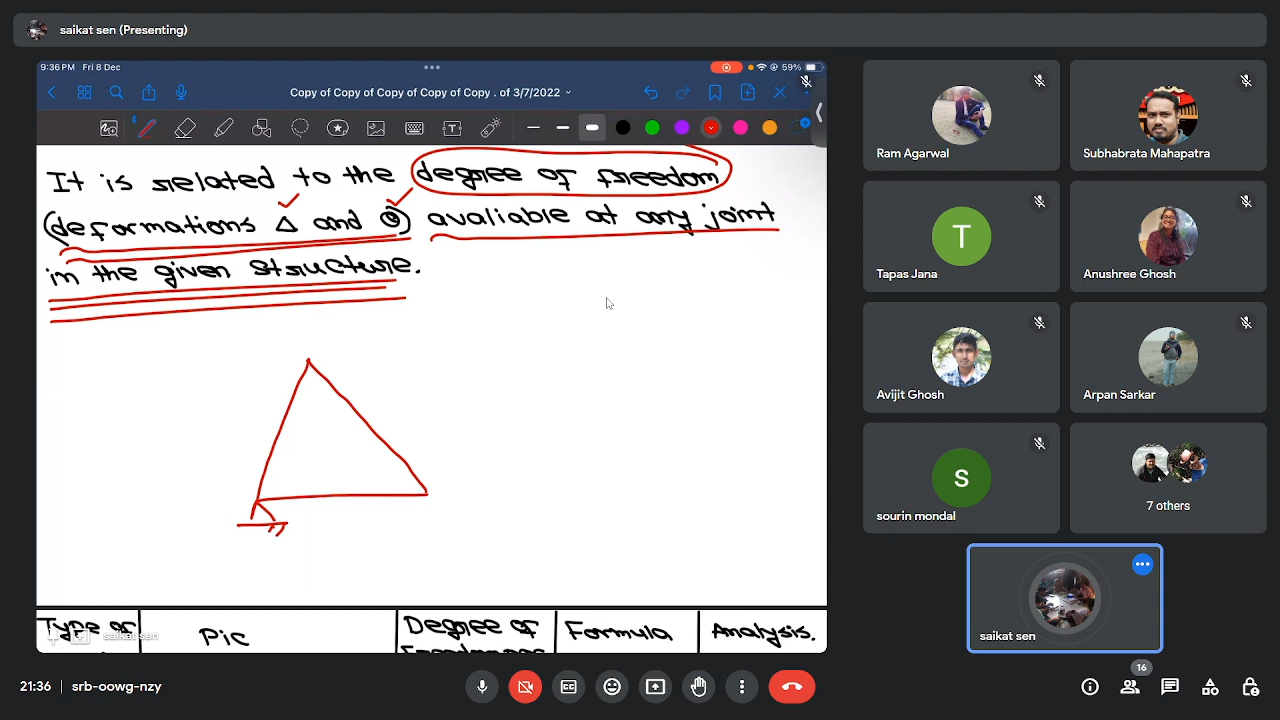 saikat sen (Presenting)
9:36 PM Fri 8 Dec
59%
Copy of Copy of Copy of Copy of Copy . of 3/7/2022
It is related to the degree of freedom
(deformations Δ and θ) avaliable at any joint
in the given structure.
Type of
Pic
Degree of
Formula
Analysis.
saikat sen
Ram Agarwal
Subhabrata Mahapatra
T
Tapas Jana
Anushree Ghosh
Avijit Ghosh
Arpan Sarkar
s
sourin mondal
7 others
saikat sen
21:36 | srb-oowg-nzy
16